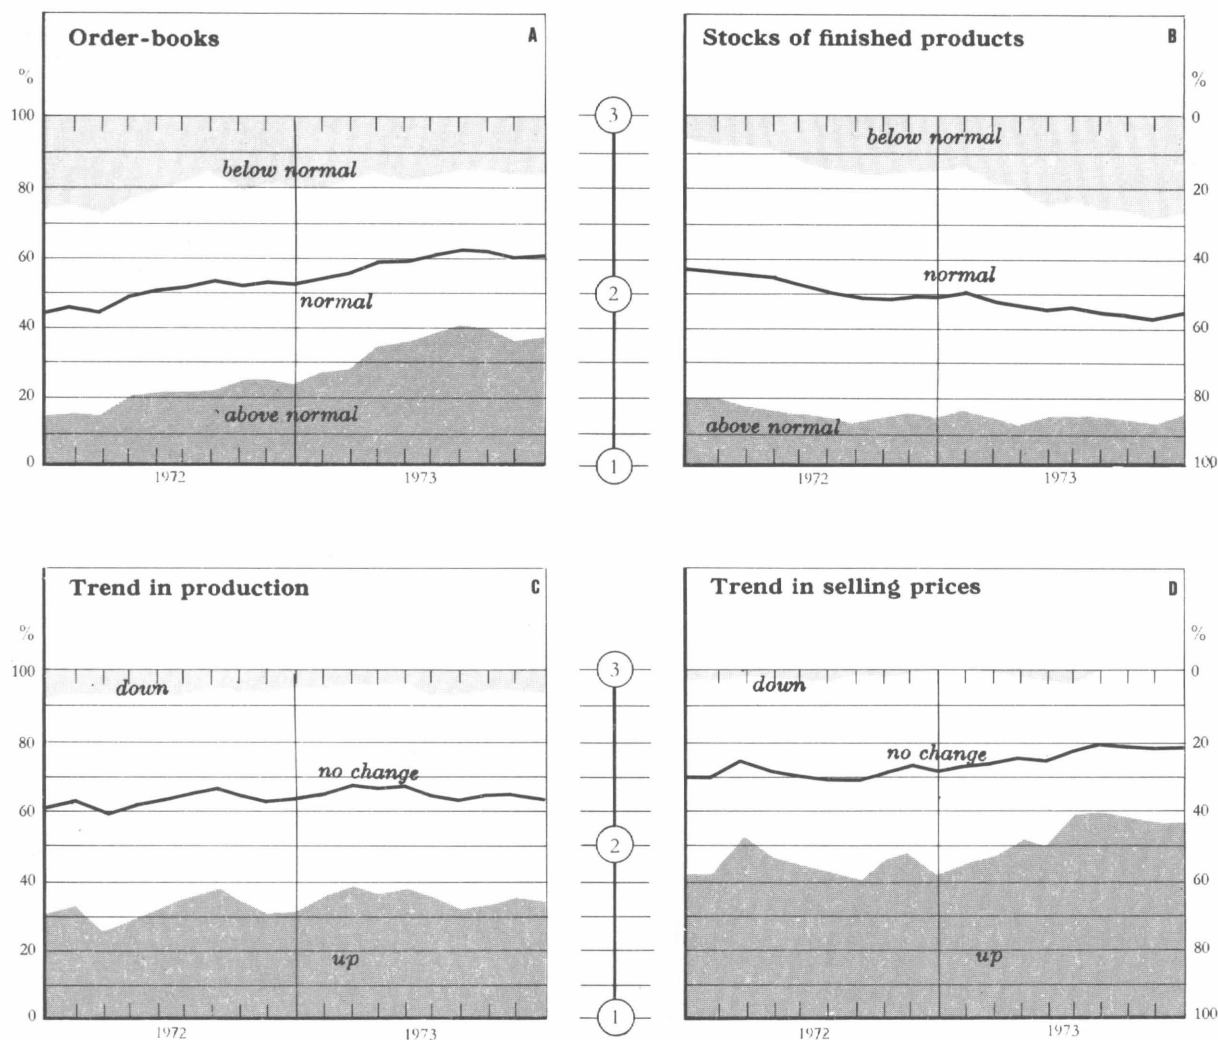 Order-books A
Stocks of finished products B
%
%
100
3
0
below normal
below normal
80
20
60
normal
40
normal
2
40
60
20
above normal
80
above normal
0
1
100
1972 1973
1972 1973
Trend in production C
Trend in selling prices D
%
%
100
3
0
down
down
80
20
no change
no change
60
40
2
40
60
20
up
up
80
0
1
100
1972 1973
1972 1973